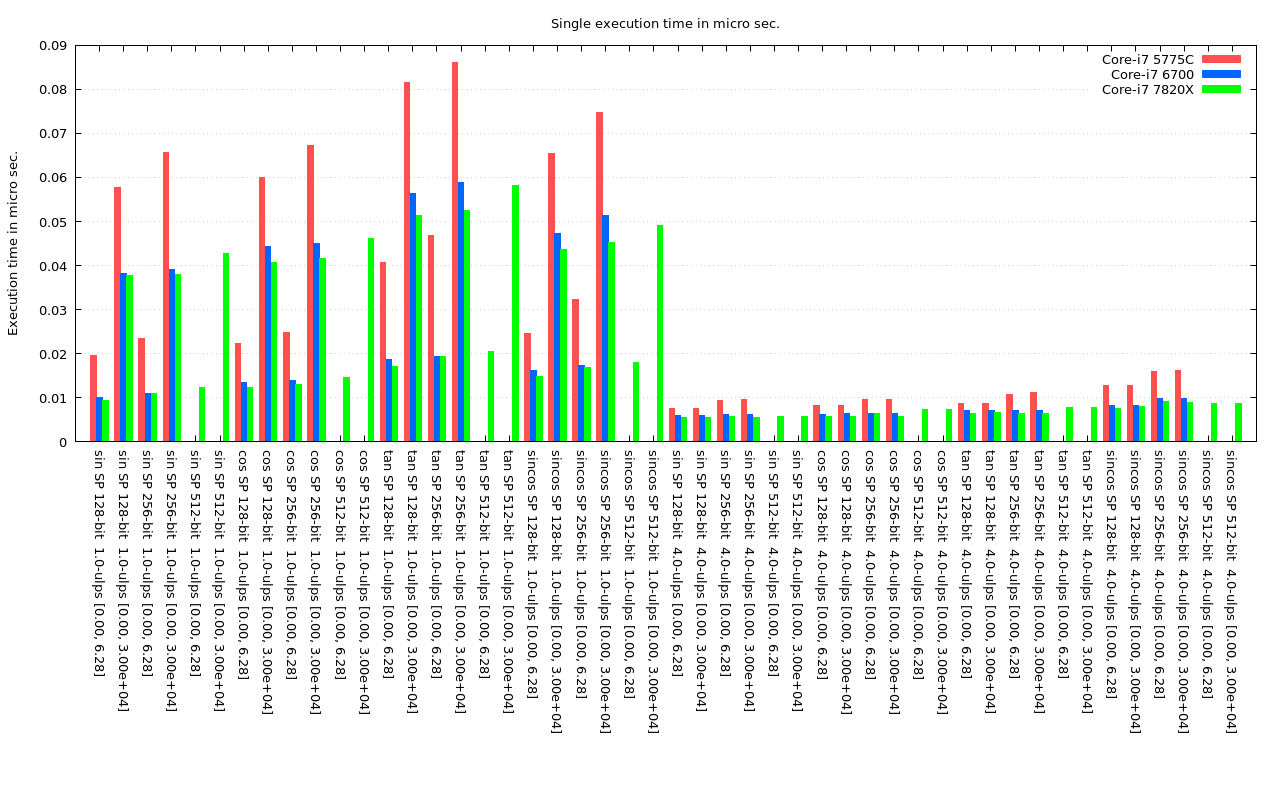 Single execution time in micro sec.
Execution time in micro sec.
0.09
0.08
0.07
0.06
0.05
0.04
0.03
0.02
0.01
0
Core-i7 5775C
Core-i7 6700
Core-i7 7820X
sin SP 128-bit 1.0-ulps [0.00, 6.28]
sin SP 128-bit 1.0-ulps [0.00, 3.00e+04]
sin SP 256-bit 1.0-ulps [0.00, 6.28]
sin SP 256-bit 1.0-ulps [0.00, 3.00e+04]
sin SP 512-bit 1.0-ulps [0.00, 6.28]
sin SP 512-bit 1.0-ulps [0.00, 3.00e+04]
cos SP 128-bit 1.0-ulps [0.00, 6.28]
cos SP 128-bit 1.0-ulps [0.00, 3.00e+04]
cos SP 256-bit 1.0-ulps [0.00, 6.28]
cos SP 256-bit 1.0-ulps [0.00, 3.00e+04]
cos SP 512-bit 1.0-ulps [0.00, 6.28]
cos SP 512-bit 1.0-ulps [0.00, 3.00e+04]
tan SP 128-bit 1.0-ulps [0.00, 6.28]
tan SP 128-bit 1.0-ulps [0.00, 3.00e+04]
tan SP 256-bit 1.0-ulps [0.00, 6.28]
tan SP 256-bit 1.0-ulps [0.00, 3.00e+04]
tan SP 512-bit 1.0-ulps [0.00, 6.28]
tan SP 512-bit 1.0-ulps [0.00, 3.00e+04]
sincos SP 128-bit 1.0-ulps [0.00, 6.28]
sincos SP 128-bit 1.0-ulps [0.00, 3.00e+04]
sincos SP 256-bit 1.0-ulps [0.00, 6.28]
sincos SP 256-bit 1.0-ulps [0.00, 3.00e+04]
sincos SP 512-bit 1.0-ulps [0.00, 6.28]
sincos SP 512-bit 1.0-ulps [0.00, 3.00e+04]
sin SP 128-bit 4.0-ulps [0.00, 6.28]
sin SP 128-bit 4.0-ulps [0.00, 3.00e+04]
sin SP 256-bit 4.0-ulps [0.00, 6.28]
sin SP 256-bit 4.0-ulps [0.00, 3.00e+04]
sin SP 512-bit 4.0-ulps [0.00, 6.28]
sin SP 512-bit 4.0-ulps [0.00, 3.00e+04]
cos SP 128-bit 4.0-ulps [0.00, 6.28]
cos SP 128-bit 4.0-ulps [0.00, 3.00e+04]
cos SP 256-bit 4.0-ulps [0.00, 6.28]
cos SP 256-bit 4.0-ulps [0.00, 3.00e+04]
cos SP 512-bit 4.0-ulps [0.00, 6.28]
cos SP 512-bit 4.0-ulps [0.00, 3.00e+04]
tan SP 128-bit 4.0-ulps [0.00, 6.28]
tan SP 128-bit 4.0-ulps [0.00, 3.00e+04]
tan SP 256-bit 4.0-ulps [0.00, 6.28]
tan SP 256-bit 4.0-ulps [0.00, 3.00e+04]
tan SP 512-bit 4.0-ulps [0.00, 6.28]
tan SP 512-bit 4.0-ulps [0.00, 3.00e+04]
sincos SP 128-bit 4.0-ulps [0.00, 6.28]
sincos SP 128-bit 4.0-ulps [0.00, 3.00e+04]
sincos SP 256-bit 4.0-ulps [0.00, 6.28]
sincos SP 256-bit 4.0-ulps [0.00, 3.00e+04]
sincos SP 512-bit 4.0-ulps [0.00, 6.28]
sincos SP 512-bit 4.0-ulps [0.00, 3.00e+04]